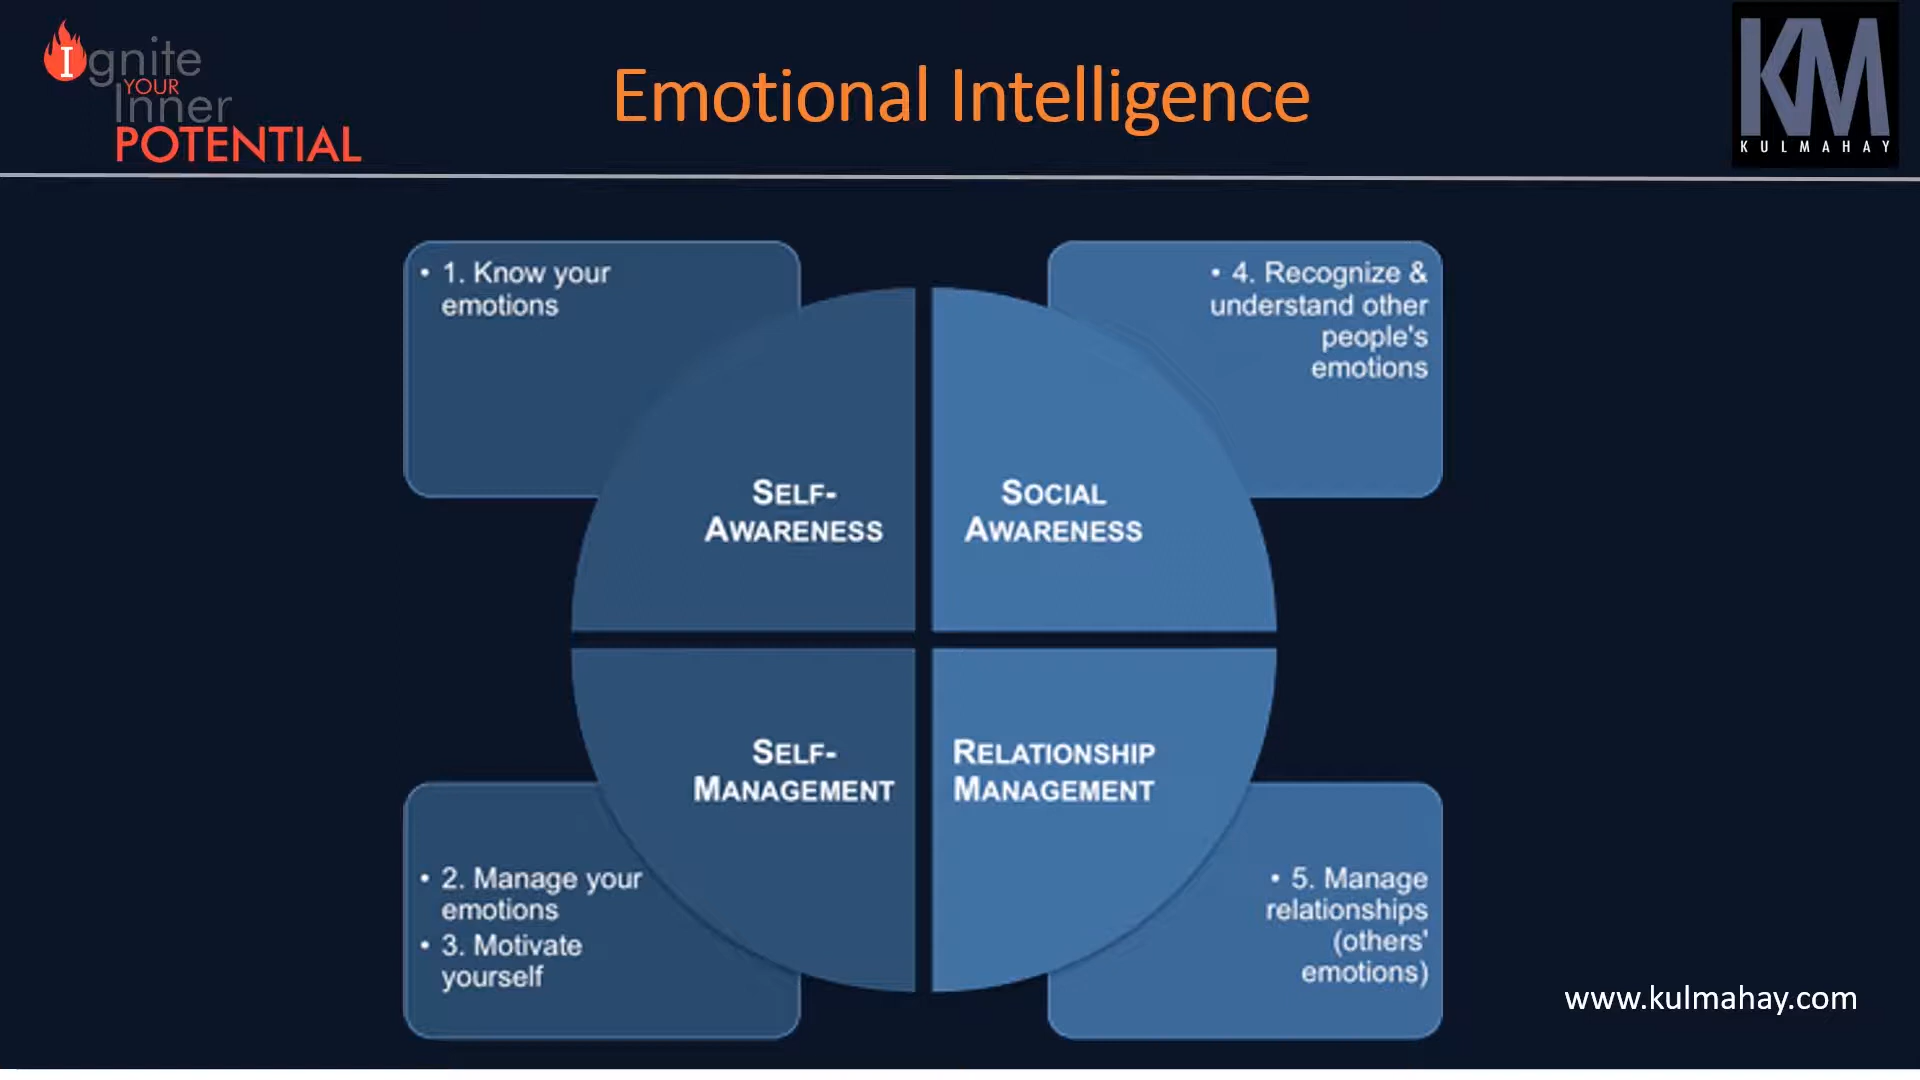 Ignite
YOUR
Inner
POTENTIAL
Emotional Intelligence
KM
KULMAHAY
• 1. Know your
emotions
• 4. Recognize &
understand other
people's
emotions
SELF-
AWARENESS
SOCIAL
AWARENESS
SELF-
MANAGEMENT
RELATIONSHIP
MANAGEMENT
• 2. Manage your
emotions
• 3. Motivate
yourself
• 5. Manage
relationships
(others'
emotions)
www.kulmahay.com